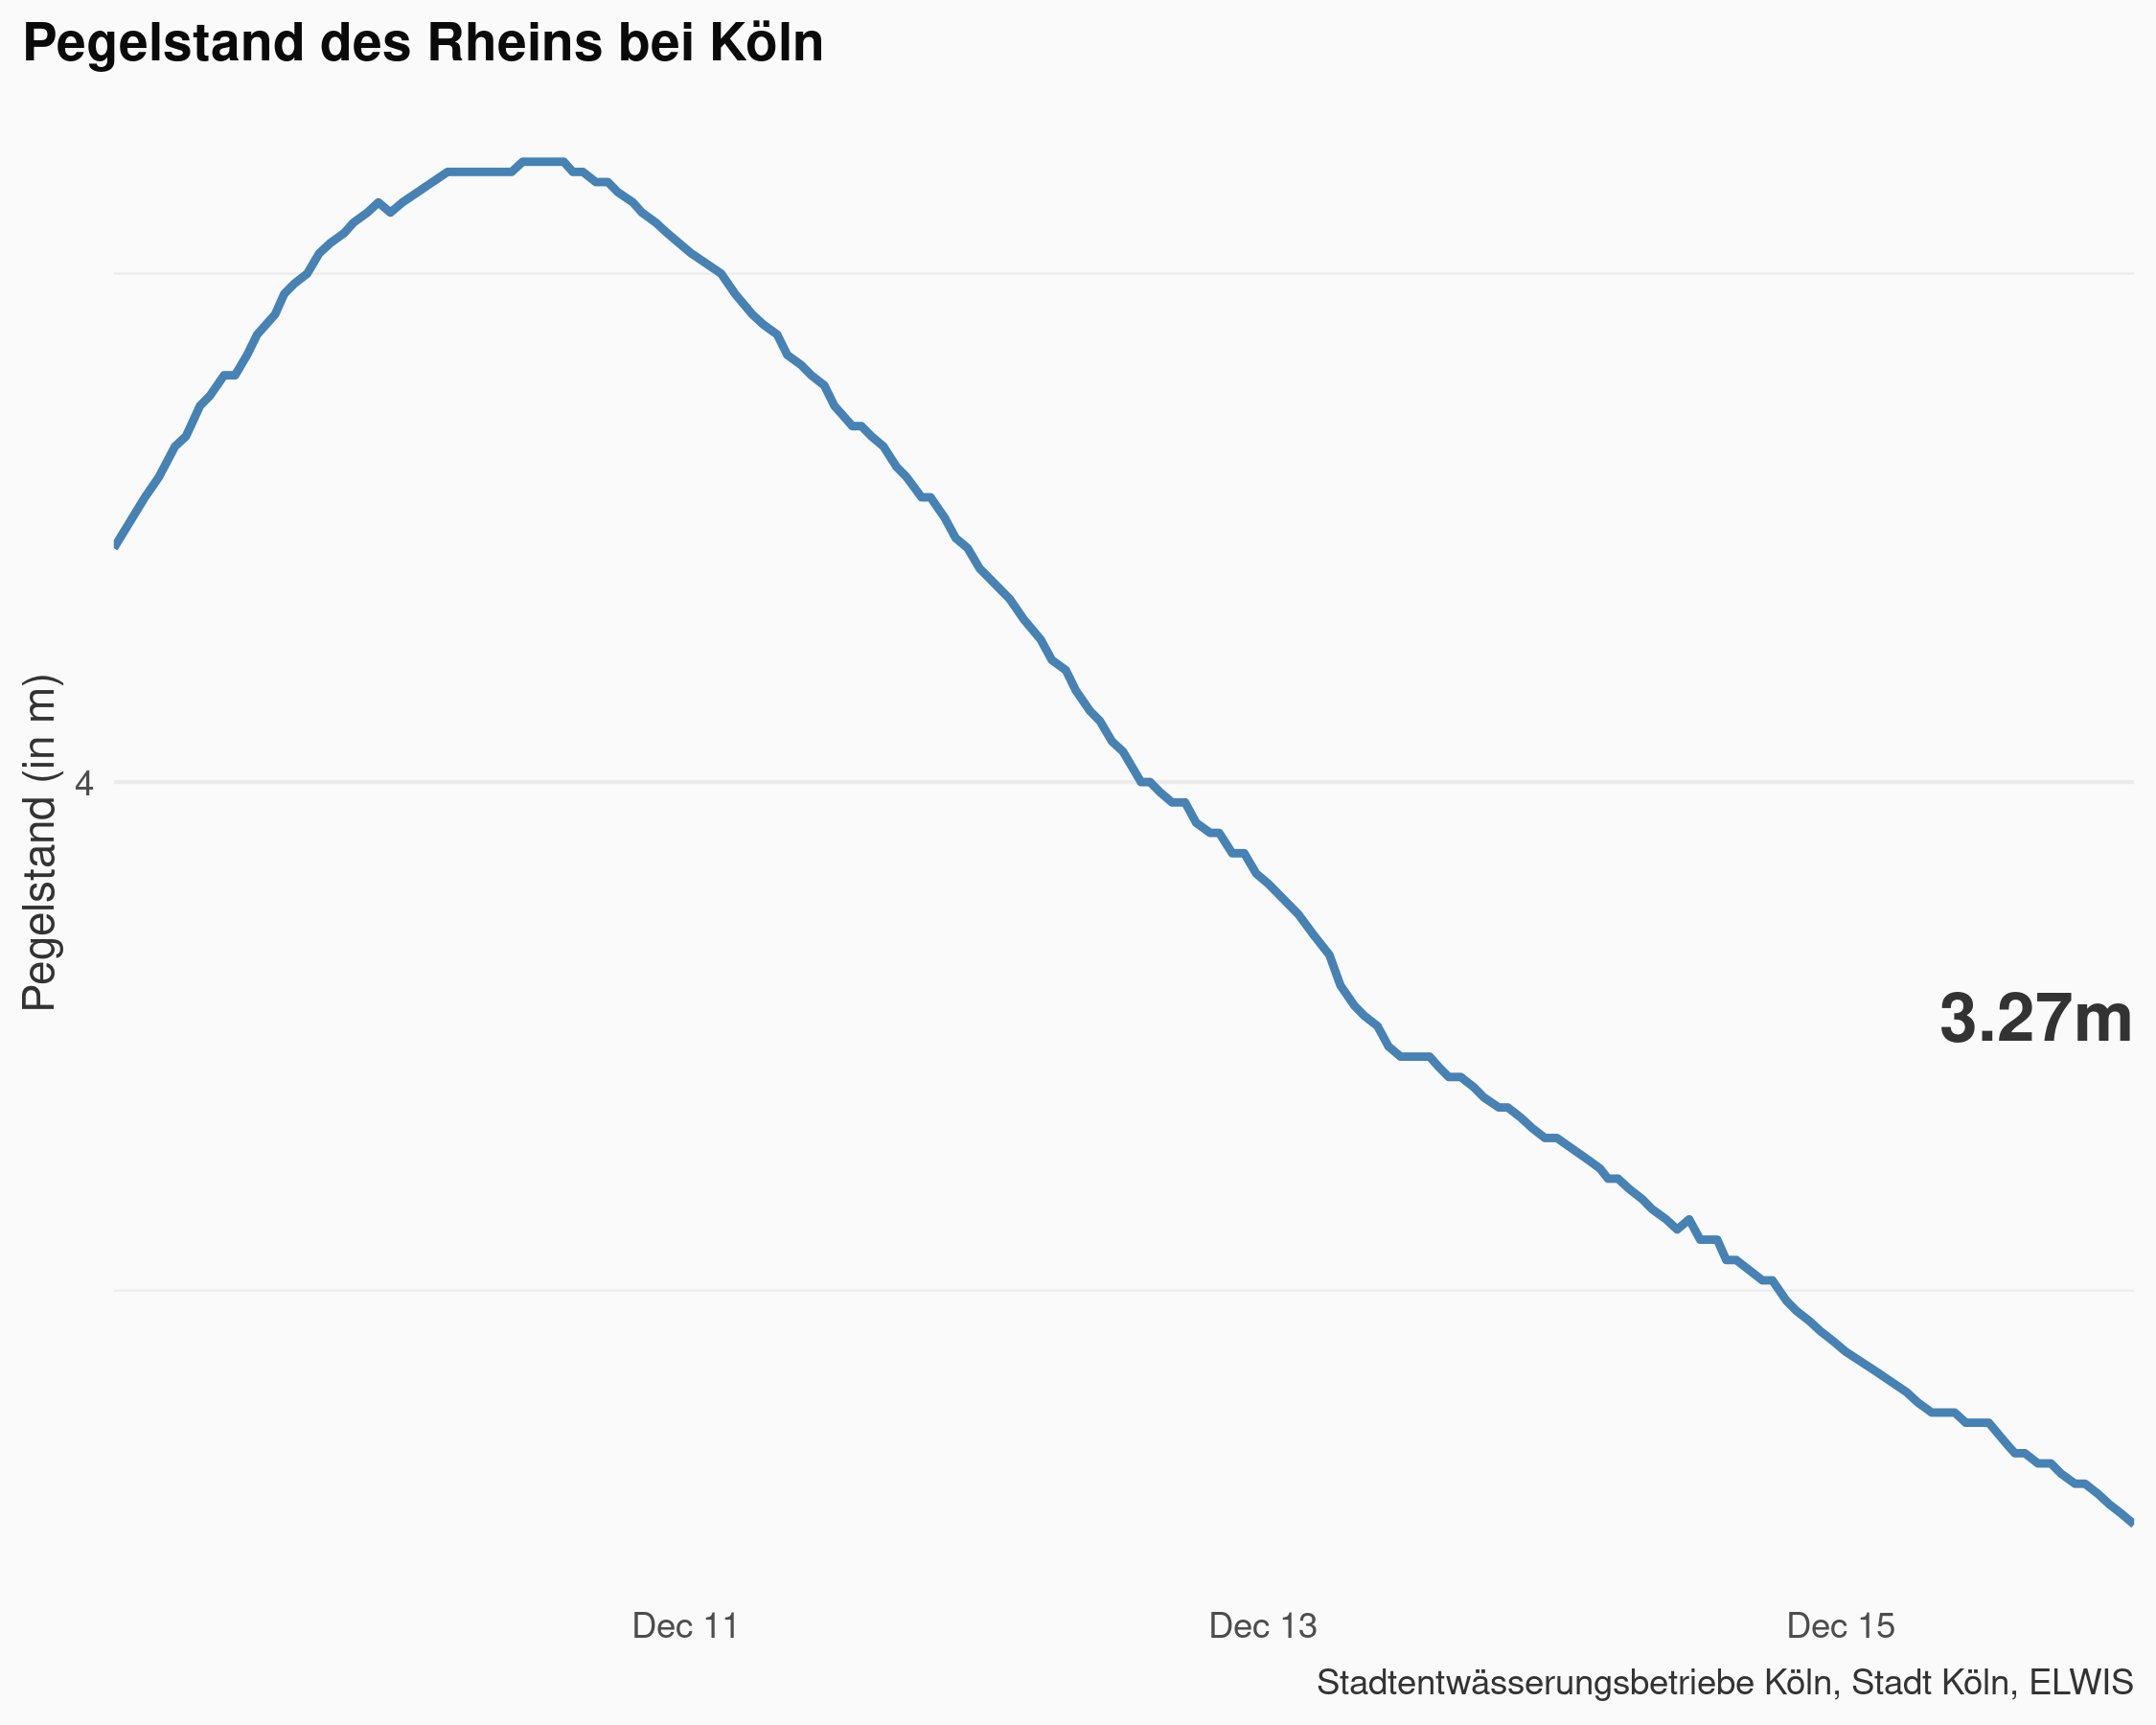 Pegelstand des Rheins bei Köln
Pegelstand (in m)
4
3.27m
Dec 11
Dec 13
Dec 15
Stadtentwässerungsbetriebe Köln, Stadt Köln, ELWIS